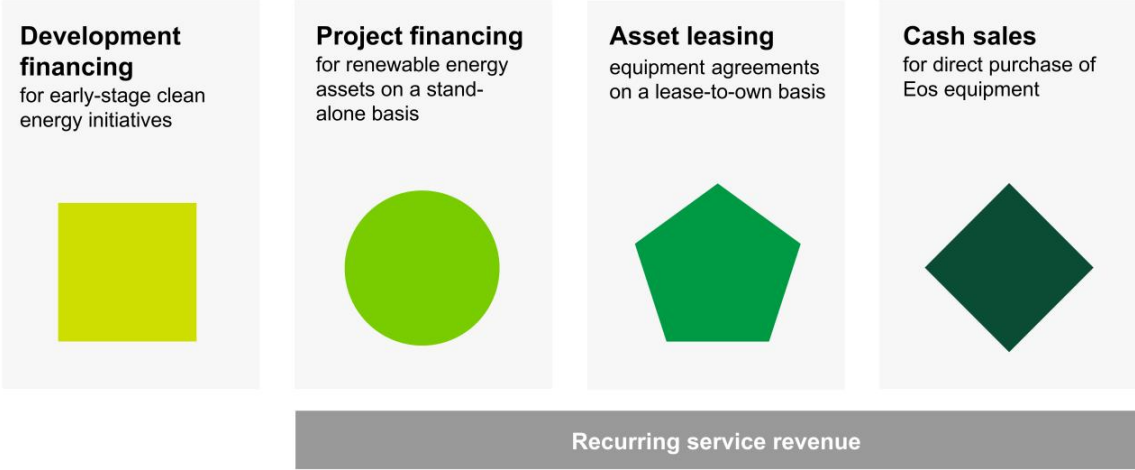 Development
financing
for early-stage clean
energy initiatives
Project financing
for renewable energy
assets on a stand-
alone basis
Asset leasing
equipment agreements
on a lease-to-own basis
Cash sales
for direct purchase of
Eos equipment
Recurring service revenue